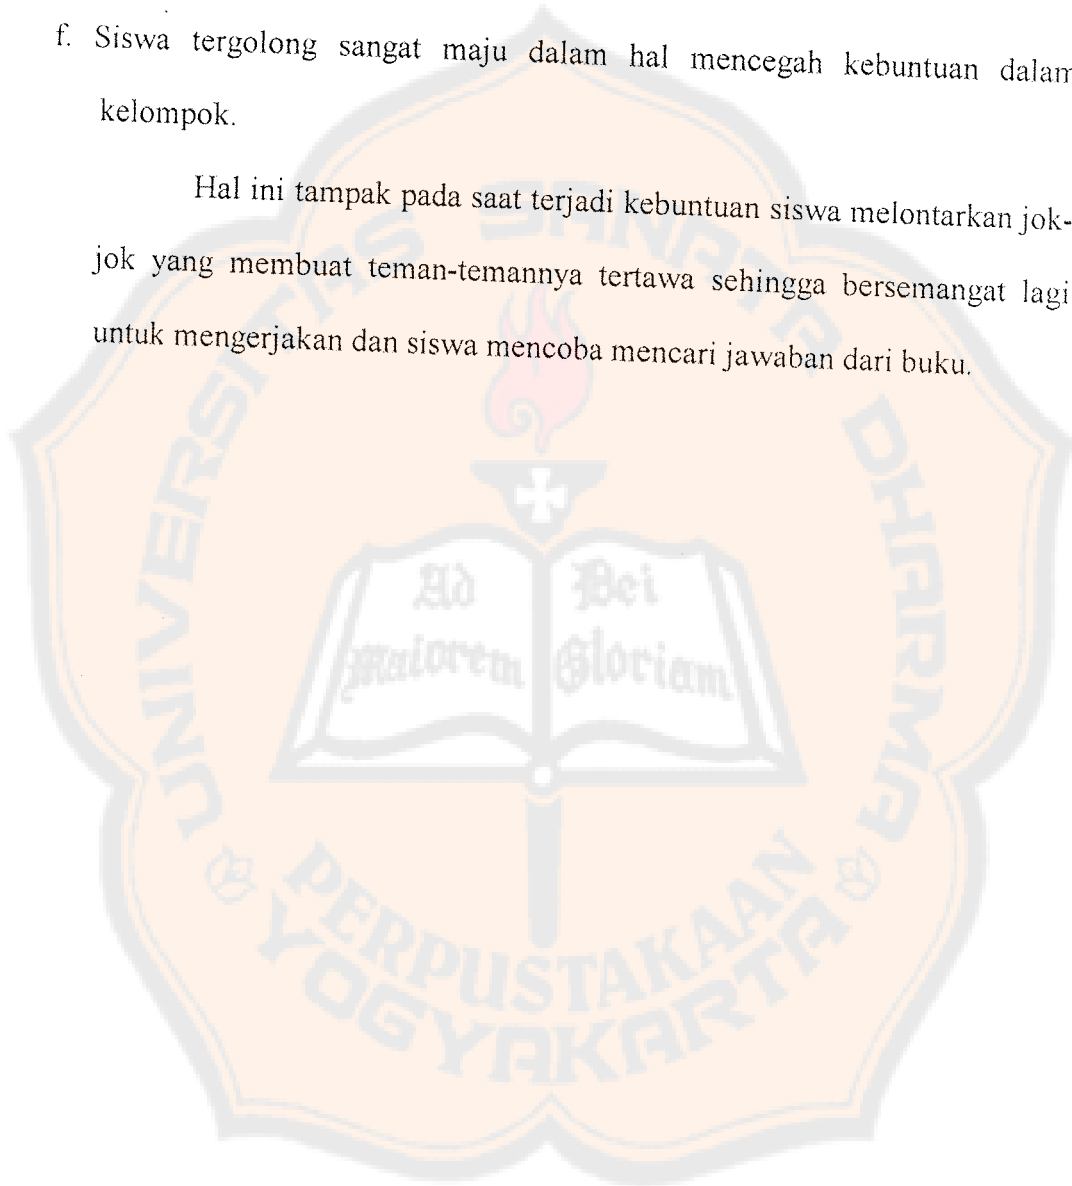 f. Siswa tergolong sangat maju dalam hal mencegah kebuntuan dalam
kelompok.
Hal ini tampak pada saat terjadi kebuntuan siswa melontarkan jok-
jok yang membuat teman-temannya tertawa sehingga bersemangat lagi
untuk mengerjakan dan siswa mencoba mencari jawaban dari buku.
UNIVERSITAS SANATA DHARMA
Ad Dei
maiorem Gloriam
PERPUSTAKAAN
YOGYAKARTA